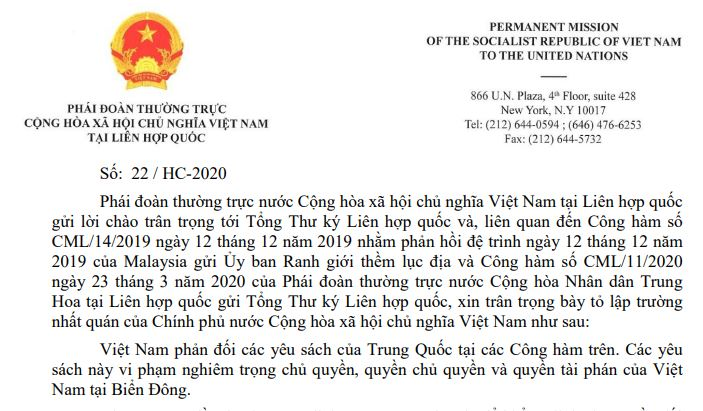 PERMANENT MISSION
OF THE SOCIALIST REPUBLIC OF VIET NAM
TO THE UNITED NATIONS
866 U.N. Plaza, 4th Floor, suite 428
New York, N.Y 10017
Tel: (212) 644-0594 ; (646) 476-6253
Fax: (212) 644-5732
VIỆT NAM
PHÁI ĐOÀN THƯỜNG TRỰC
CỘNG HÒA XÃ HỘI CHỦ NGHĨA VIỆT NAM
TẠI LIÊN HỢP QUỐC
Số: 22 / HC-2020
Phái đoàn thường trực nước Cộng hòa xã hội chủ nghĩa Việt Nam tại Liên hợp quốc
gửi lời chào trân trọng tới Tổng Thư ký Liên hợp quốc và, liên quan đến Công hàm số
CML/14/2019 ngày 12 tháng 12 năm 2019 nhằm phản hồi đệ trình ngày 12 tháng 12 năm
2019 của Malaysia gửi Ủy ban Ranh giới thềm lục địa và Công hàm số CML/11/2020
ngày 23 tháng 3 năm 2020 của Phái đoàn thường trực nước Cộng hòa Nhân dân Trung
Hoa tại Liên hợp quốc gửi Tổng Thư ký Liên hợp quốc, xin trân trọng bày tỏ lập trường
nhất quán của Chính phủ nước Cộng hòa xã hội chủ nghĩa Việt Nam như sau:
Việt Nam phản đối các yêu sách của Trung Quốc tại các Công hàm trên. Các yêu
sách này vi phạm nghiêm trọng chủ quyền, quyền chủ quyền và quyền tài phán của Việt
Nam tại Biển Đông.